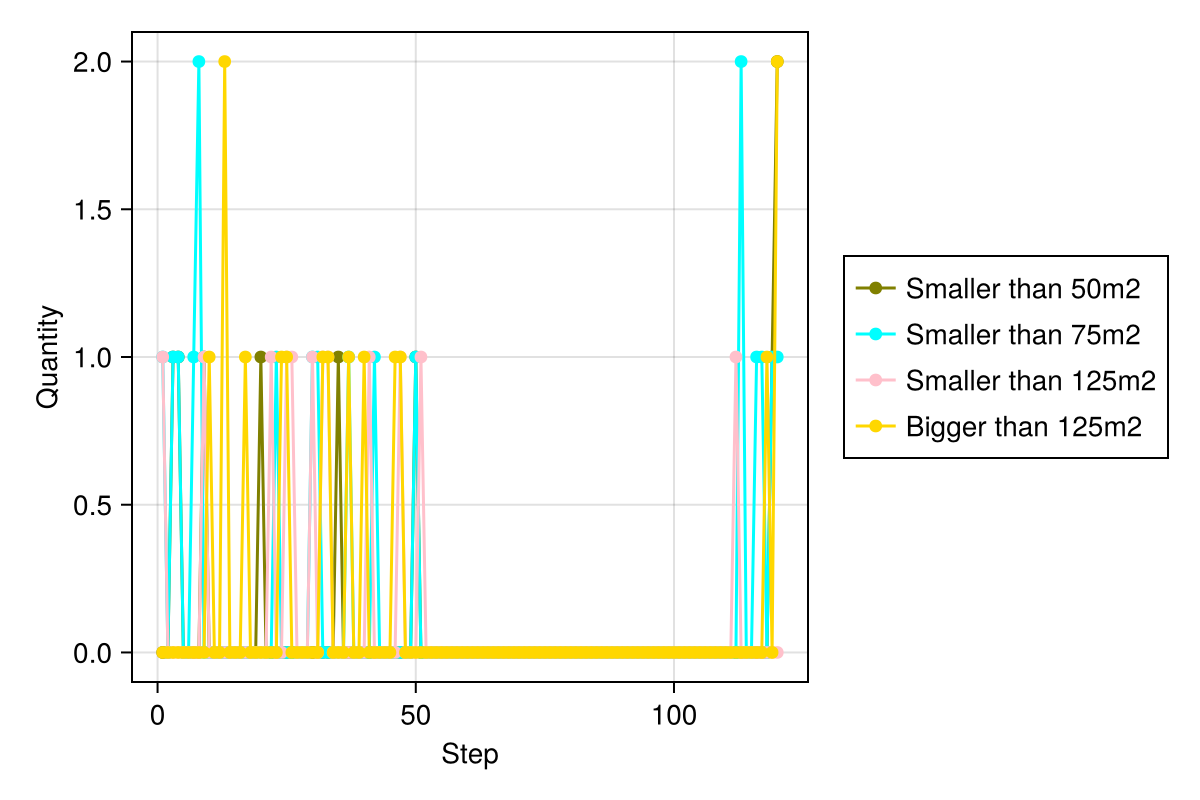 2.0
1.5
1.0
0.5
0.0
Quantity
0
50
100
Step
Smaller than 50m2
Smaller than 75m2
Smaller than 125m2
Bigger than 125m2